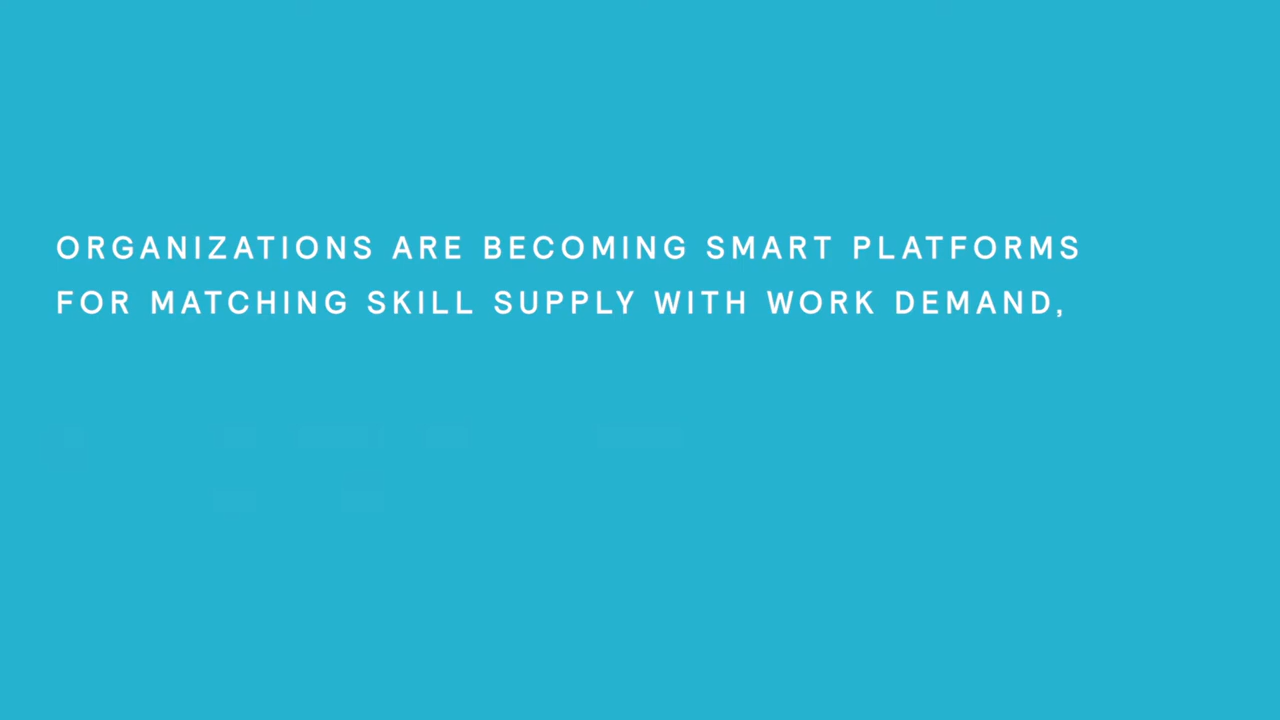 ORGANIZATIONS ARE BECOMING SMART PLATFORMS
FOR MATCHING SKILL SUPPLY WITH WORK DEMAND,